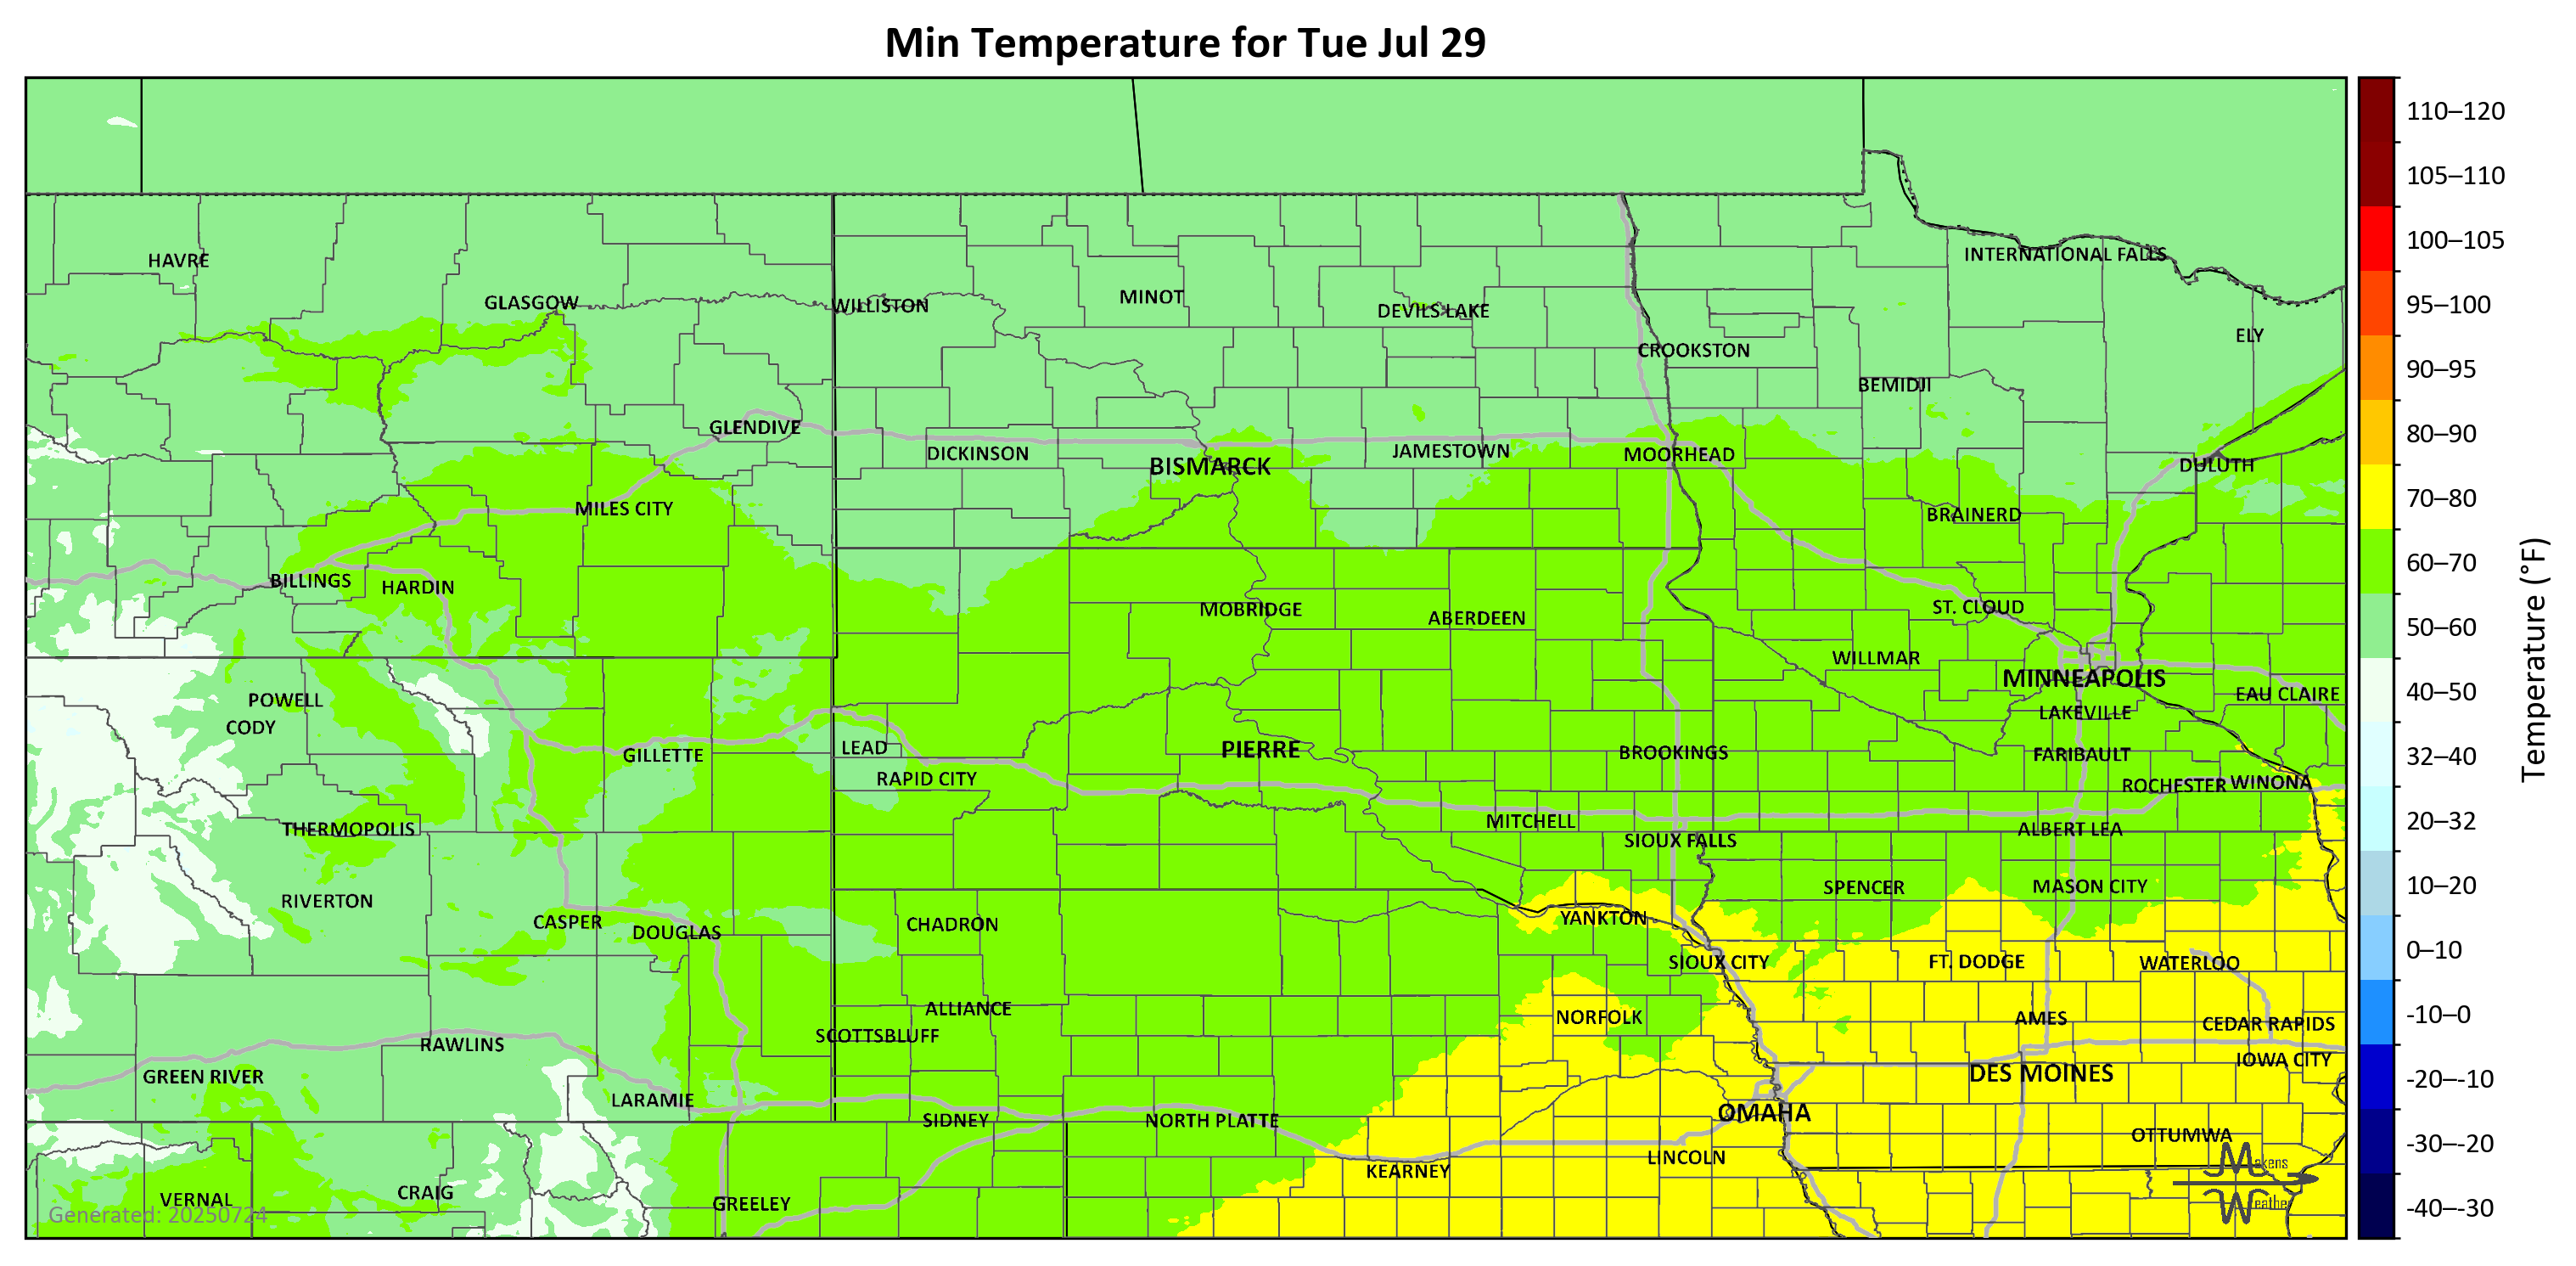 Min Temperature for Tue Jul 29
110–120
105–110
HAVRE
INTERNATIONAL FALLS
100–105
GLASGOW
WILLISTON
MINOT
DEVILS LAKE
95–100
ELY
CROOKSTON
90–95
BEMIDJI
GLENDIVE
80–90
DICKINSON
BISMARCK
JAMESTOWN
MOORHEAD
DULUTH
MILES CITY
BRAINERD
70–80
BILLINGS
HARDIN
60–70
MOBRIDGE
ABERDEEN
ST. CLOUD
50–60
WILLMAR
MINNEAPOLIS
POWELL
EAU CLAIRE
40–50
CODY
LAKEVILLE
GILLETTE
LEAD
PIERRE
BROOKINGS
FARIBAULT
32–40
RAPID CITY
ROCHESTER
WINONA
Temperature (°F)
THERMOPOLIS
MITCHELL
SIOUX FALLS
ALBERT LEA
20–32
RIVERTON
SPENCER
MASON CITY
10–20
CASPER
DOUGLAS
CHADRON
YANKTON
SIOUX CITY
FT. DODGE
WATERLOO
0–10
ALLIANCE
NORFOLK
AMES
CEDAR RAPIDS
-10–0
RAWLINS
SCOTTSBLUFF
IOWA CITY
GREEN RIVER
DES MOINES
-20–-10
LARAMIE
SIDNEY
NORTH PLATTE
OMAHA
OTTUMWA
-30–-20
KEARNEY
LINCOLN
Makens
Weather
VERNAL
CRAIG
GREELEY
-40–-30
Generated: 20250724